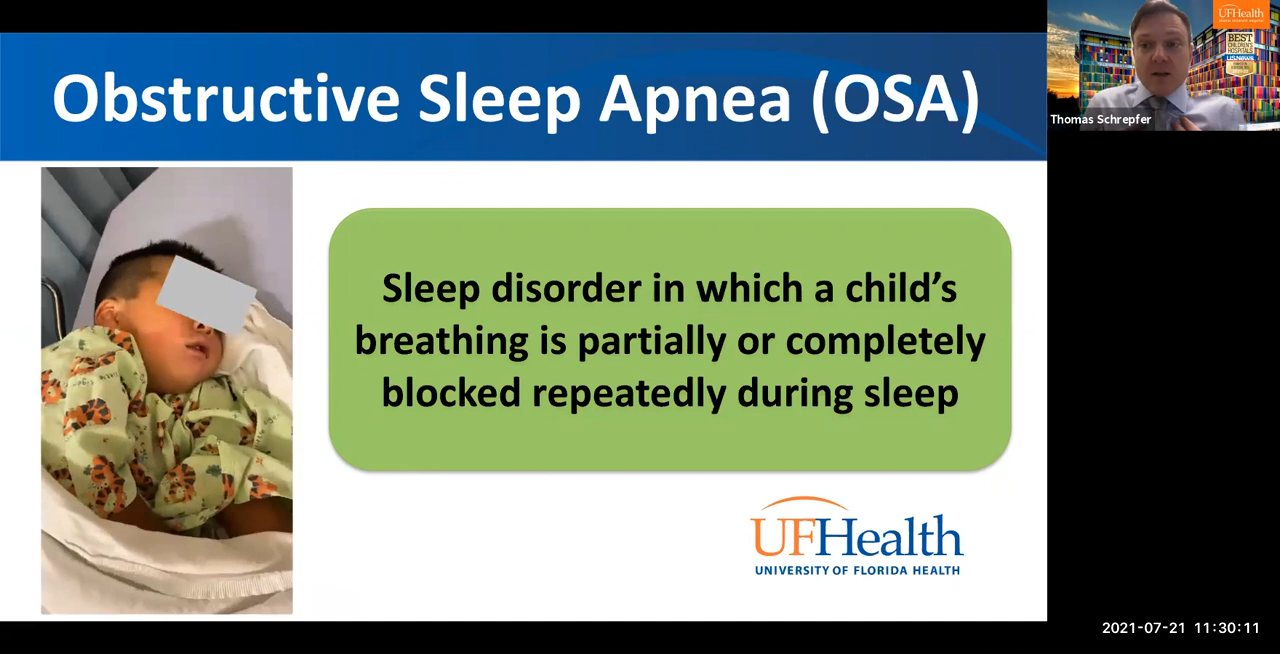 Obstructive Sleep Apnea (OSA)
Sleep disorder in which a child’s
breathing is partially or completely
blocked repeatedly during sleep
UFHealth
UNIVERSITY OF FLORIDA HEALTH
UFHealth
BEST
CHILDREN'S
HOSPITALS
U.S.NEWS
Thomas Schrepfer
2021-07-21 11:30:11